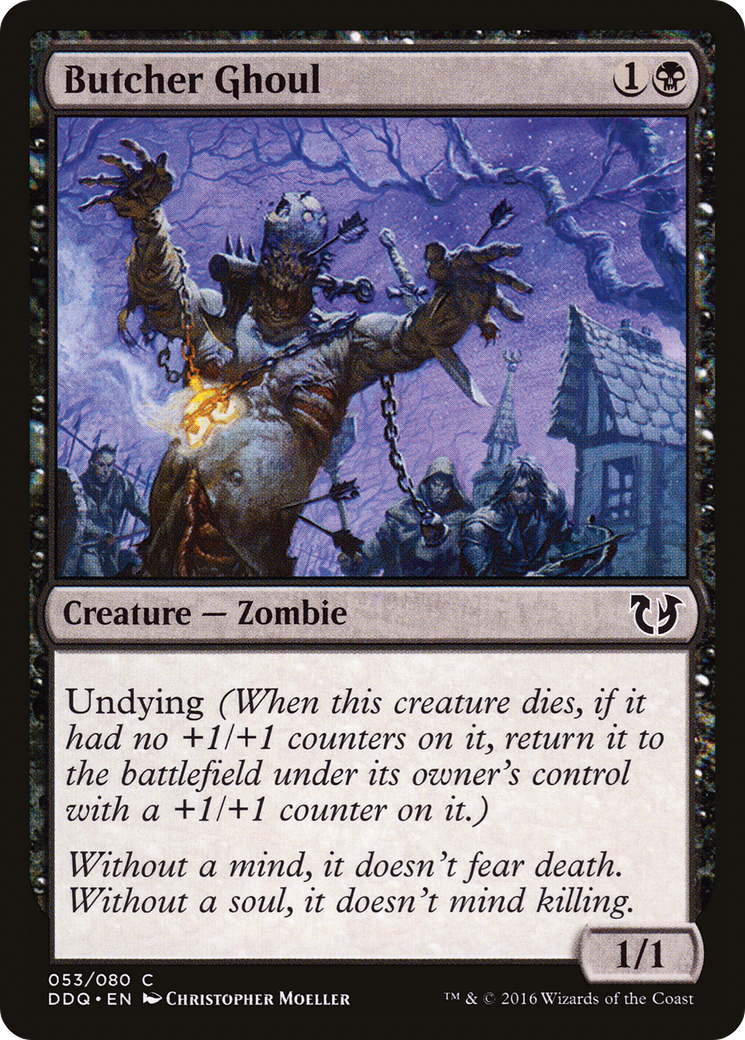 Butcher Ghoul 1
Creature — Zombie
Undying (When this creature dies, if it
had no +1/+1 counters on it, return it to
the battlefield under its owner's control
with a +1/+1 counter on it.)
Without a mind, it doesn't fear death.
Without a soul, it doesn't mind killing.
1/1
053/080 C
DDQ • EN Christopher Moeller
™ & © 2016 Wizards of the Coast